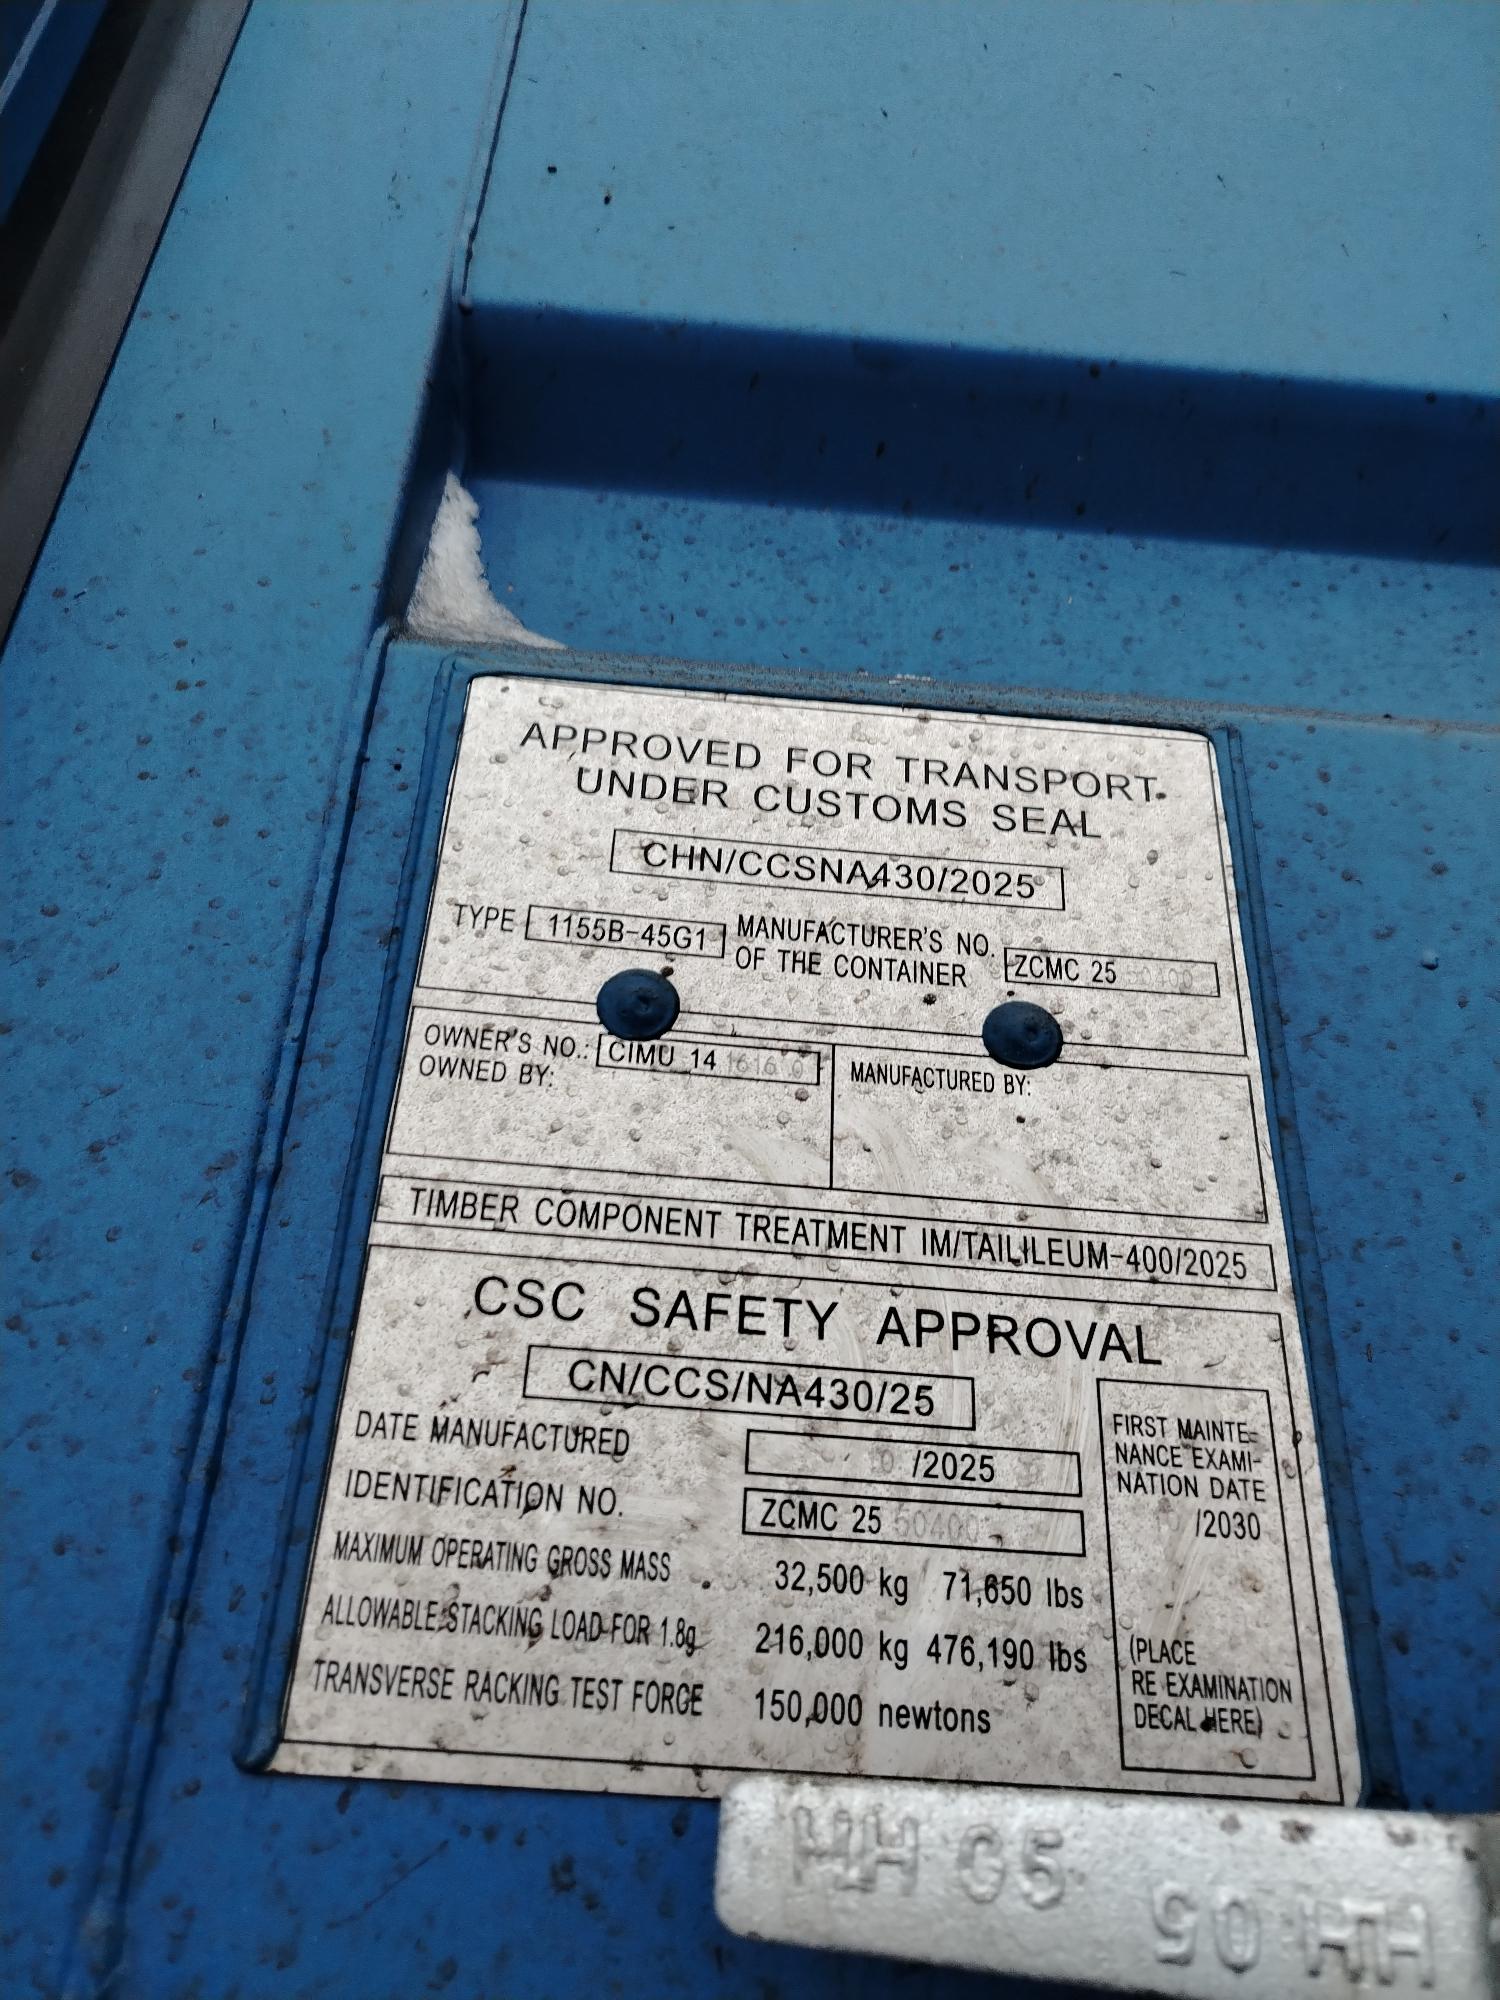 APPROVED FOR TRANSPORT
UNDER CUSTOMS SEAL
CHN/CCSNA430/2025
TYPE 1155B-45G1 MANUFACTURER'S NO.
OF THE CONTAINER ZCMC 25
OWNER'S NO.: CIMU 14
OWNED BY:
MANUFACTURED BY:
TIMBER COMPONENT TREATMENT IM/TAILILEUM-400/2025
CSC SAFETY APPROVAL
CN/CCS/NA430/25
DATE MANUFACTURED /2025
IDENTIFICATION NO. ZCMC 25
MAXIMUM OPERATING GROSS MASS 32,500 kg 71,650 lbs
ALLOWABLE STACKING LOAD FOR 1.8g 216,000 kg 476,190 lbs
TRANSVERSE RACKING TEST FORCE 150,000 newtons
FIRST MAINTE-
NANCE EXAMI-
NATION DATE
/2030
(PLACE
RE EXAMINATION
DECAL HERE)
HH 05
HH 05